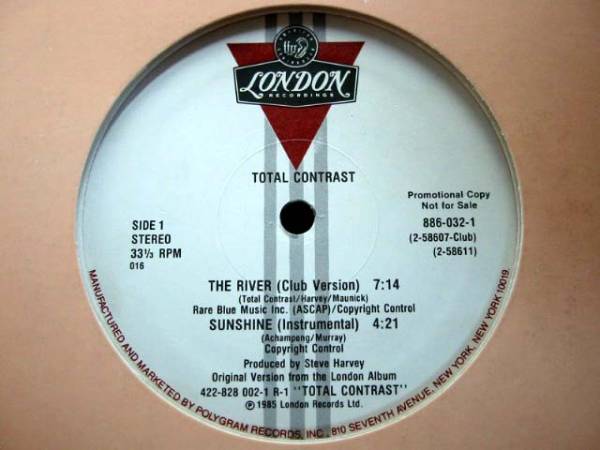 LONDON
RECORDINGS
TOTAL CONTRAST
Promotional Copy
Not for Sale
886-032-1
(2-58607-Club)
(2-58611)
SIDE 1
STEREO
33⅓ RPM
016
THE RIVER (Club Version) 7:14
(Total Contrast/Harvey/Maunick)
Rare Blue Music Inc. (ASCAP)/Copyright Control
SUNSHINE (Instrumental) 4:21
(Achampong/Murray)
Copyright Control
Produced by Steve Harvey
Original Version from the London Album
422-828 002-1 R-1 "TOTAL CONTRAST"
℗ 1985 London Records Ltd.
MANUFACTURED AND MARKETED BY POLYGRAM RECORDS, INC., 810 SEVENTH AVENUE, NEW YORK, NEW YORK 10019.